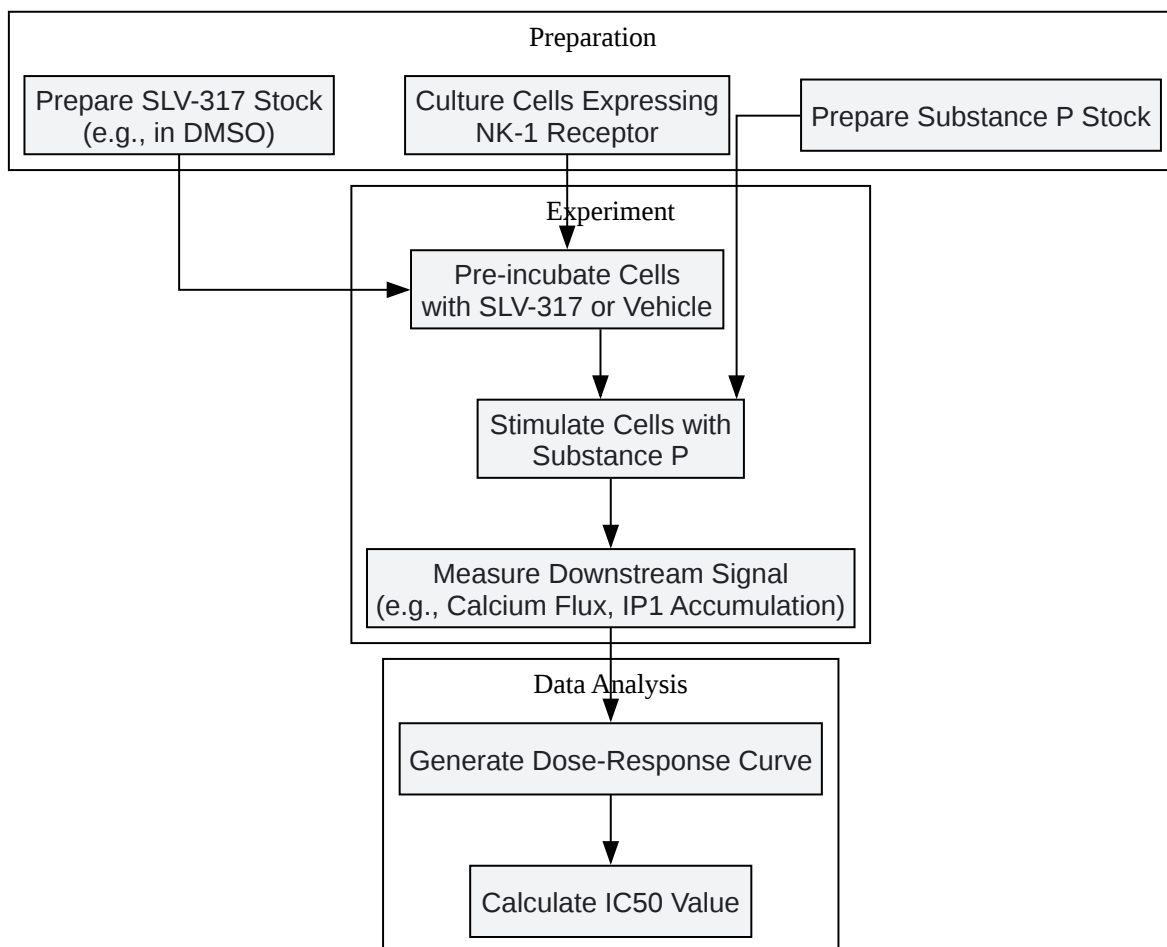 Preparation
Prepare SLV-317 Stock
(e.g., in DMSO)
Culture Cells Expressing
NK-1 Receptor
Prepare Substance P Stock
Experiment
Pre-incubate Cells
with SLV-317 or Vehicle
Stimulate Cells with
Substance P
Measure Downstream Signal
(e.g., Calcium Flux, IP1 Accumulation)
Data Analysis
Generate Dose-Response Curve
Calculate IC50 Value